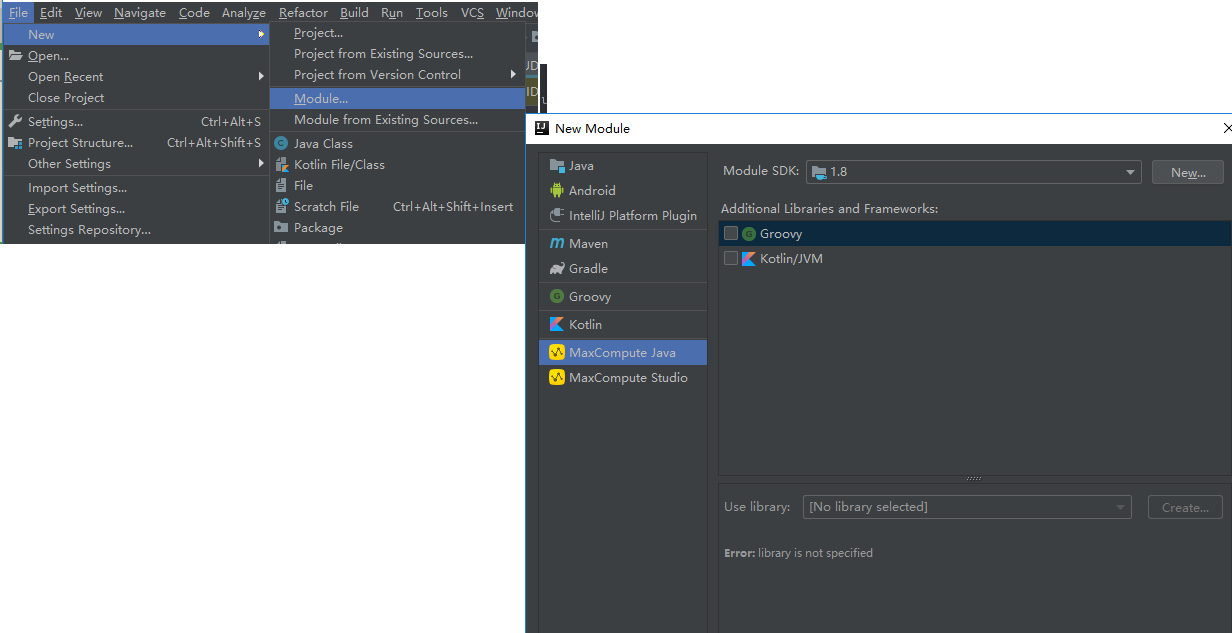 File Edit View Navigate Code Analyze Refactor Build Run Tools VCS Window
New
Open...
Open Recent
Close Project
Settings... Ctrl+Alt+S
Project Structure... Ctrl+Alt+Shift+S
Other Settings
Import Settings...
Export Settings...
Settings Repository...
Project...
Project from Existing Sources...
Project from Version Control
Module...
Module from Existing Sources...
Java Class
Kotlin File/Class
File
Scratch File Ctrl+Alt+Shift+Insert
Package
New Module
Java
Android
IntelliJ Platform Plugin
Maven
Gradle
Groovy
Kotlin
MaxCompute Java
MaxCompute Studio
Module SDK: 1.8 New...
Additional Libraries and Frameworks:
Groovy
Kotlin/JVM
Use library: [No library selected] Create...
Error: library is not specified